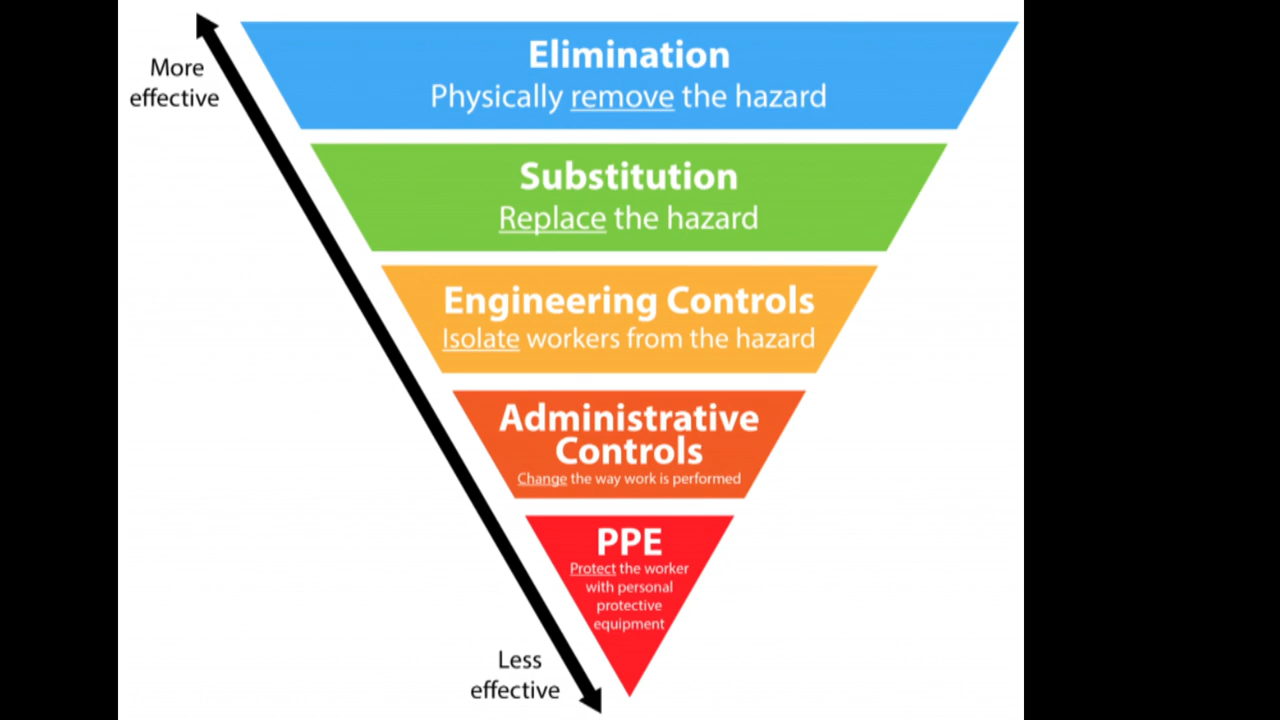 More
effective
Elimination
Physically remove the hazard
Substitution
Replace the hazard
Engineering Controls
Isolate workers from the hazard
Administrative
Controls
Change the way work is performed
PPE
Protect the worker
with personal
protective
equipment
Less
effective